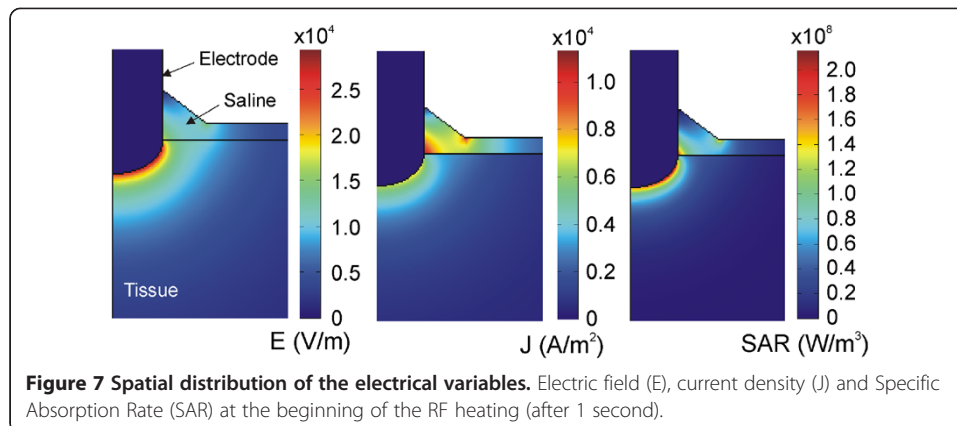 x10⁴
x10⁴
x10⁸
Electrode
Saline
Tissue
2.5
2.0
1.5
1.0
0.5
0
E (V/m)
1.0
0.8
0.6
0.4
0.2
0
J (A/m²)
2.0
1.8
1.6
1.4
1.2
1.0
0.8
0.6
0.4
0.2
0
SAR (W/m³)
Figure 7 Spatial distribution of the electrical variables. Electric field (E), current density (J) and Specific
Absorption Rate (SAR) at the beginning of the RF heating (after 1 second).